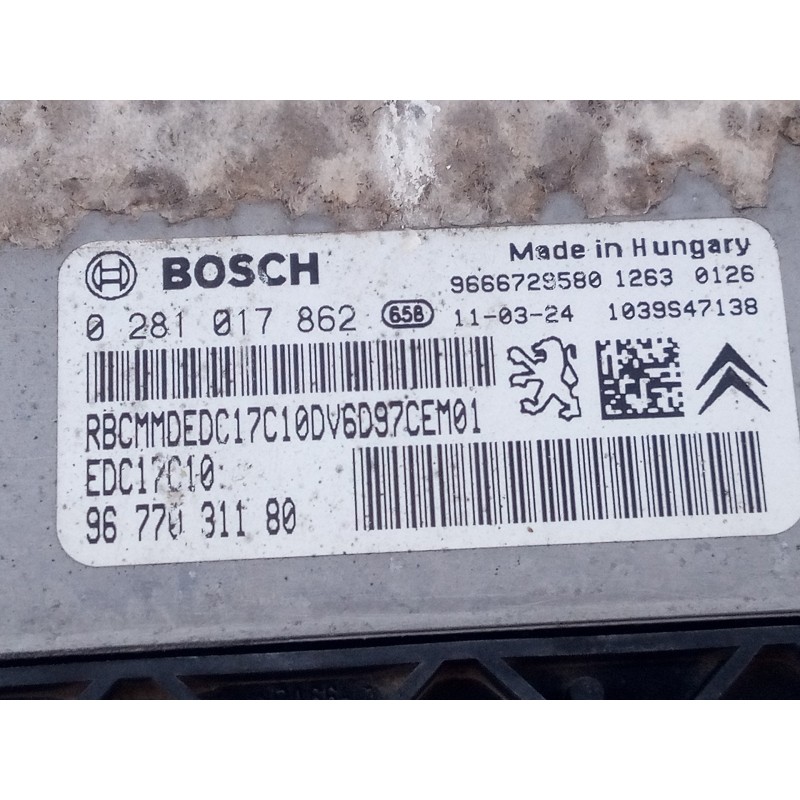 BOSCH
Made in Hungary
9666729580 1263 0126
0 281 017 862 658 11-03-24 1039S47138
RBCMMDEDC17C10DV6D97CEM01
EDC17C10
96 770 311 80